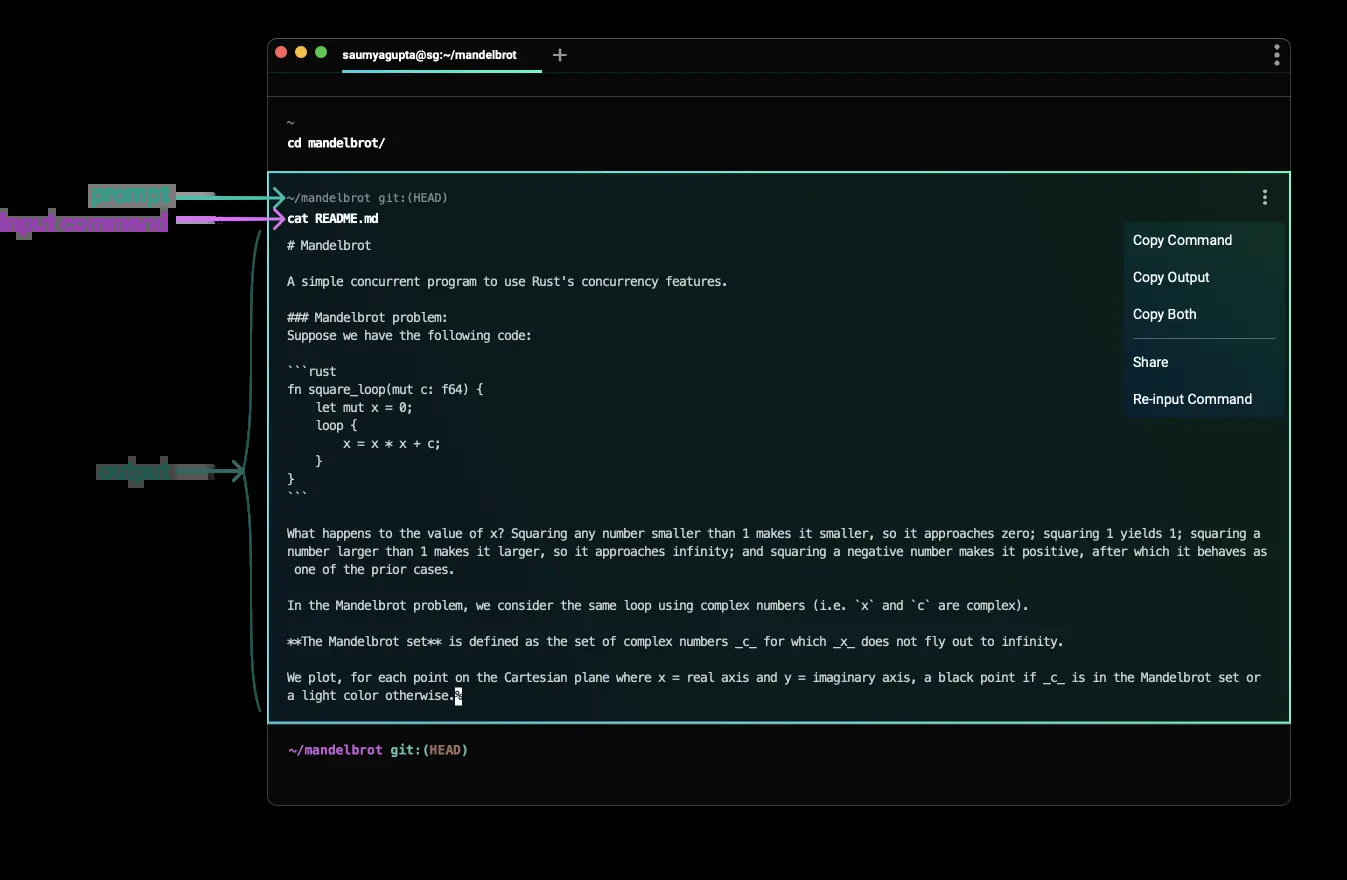 saumyagupta@sg:~/mandelbrot
~
cd mandelbrot/
prompt
~/mandelbrot git:(HEAD)
input command
cat README.md
# Mandelbrot
A simple concurrent program to use Rust's concurrency features.
### Mandelbrot problem:
Suppose we have the following code:
```rust
fn square_loop(mut c: f64) {
    let mut x = 0;
    loop {
        x = x * x + c;
    }
}
```
output
What happens to the value of x? Squaring any number smaller than 1 makes it smaller, so it approaches zero; squaring 1 yields 1; squaring a
number larger than 1 makes it larger, so it approaches infinity; and squaring a negative number makes it positive, after which it behaves as
 one of the prior cases.
In the Mandelbrot problem, we consider the same loop using complex numbers (i.e. `x` and `c` are complex).
**The Mandelbrot set** is defined as the set of complex numbers _c_ for which _x_ does not fly out to infinity.
We plot, for each point on the Cartesian plane where x = real axis and y = imaginary axis, a black point if _c_ is in the Mandelbrot set or
a light color otherwise.%
Copy Command
Copy Output
Copy Both
Share
Re-input Command
~/mandelbrot git:(HEAD)